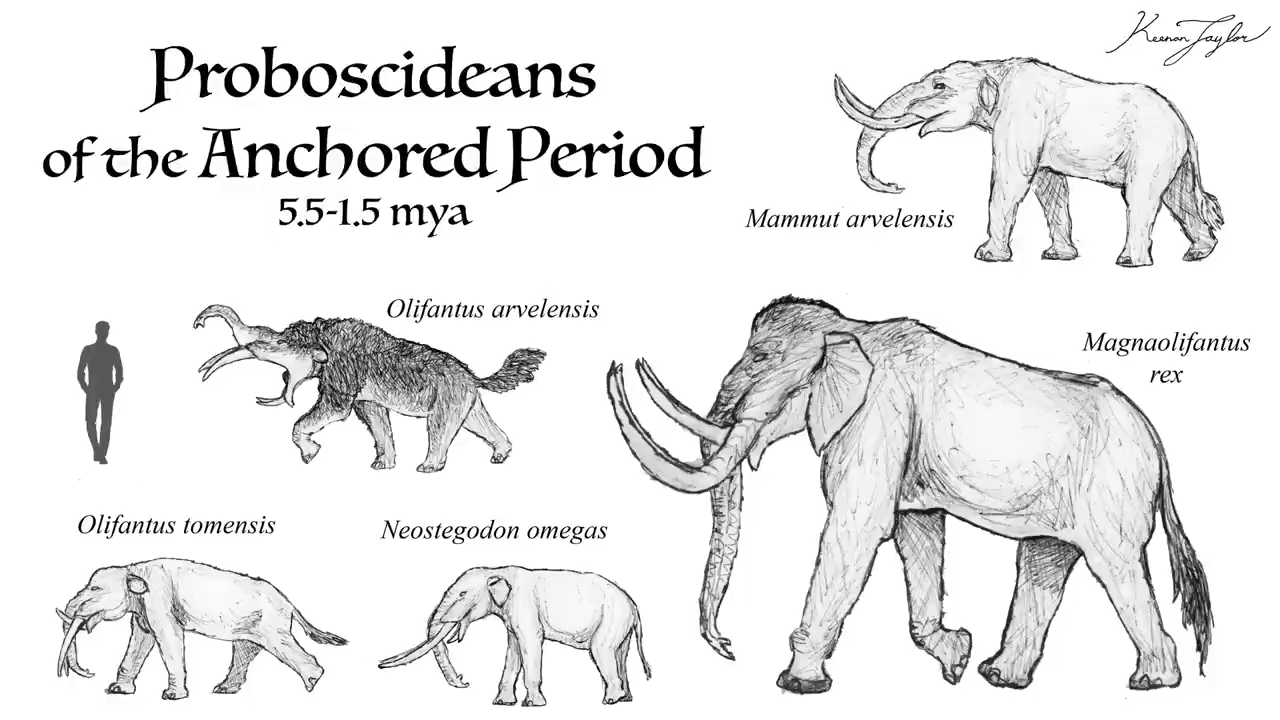 Proboscideans
of the Anchored Period
5.5-1.5 mya
Keenan Taylor
Mammut arvelensis
Olifantus arvelensis
Magnaolifantus
rex
Olifantus tomensis
Neostegodon omegas